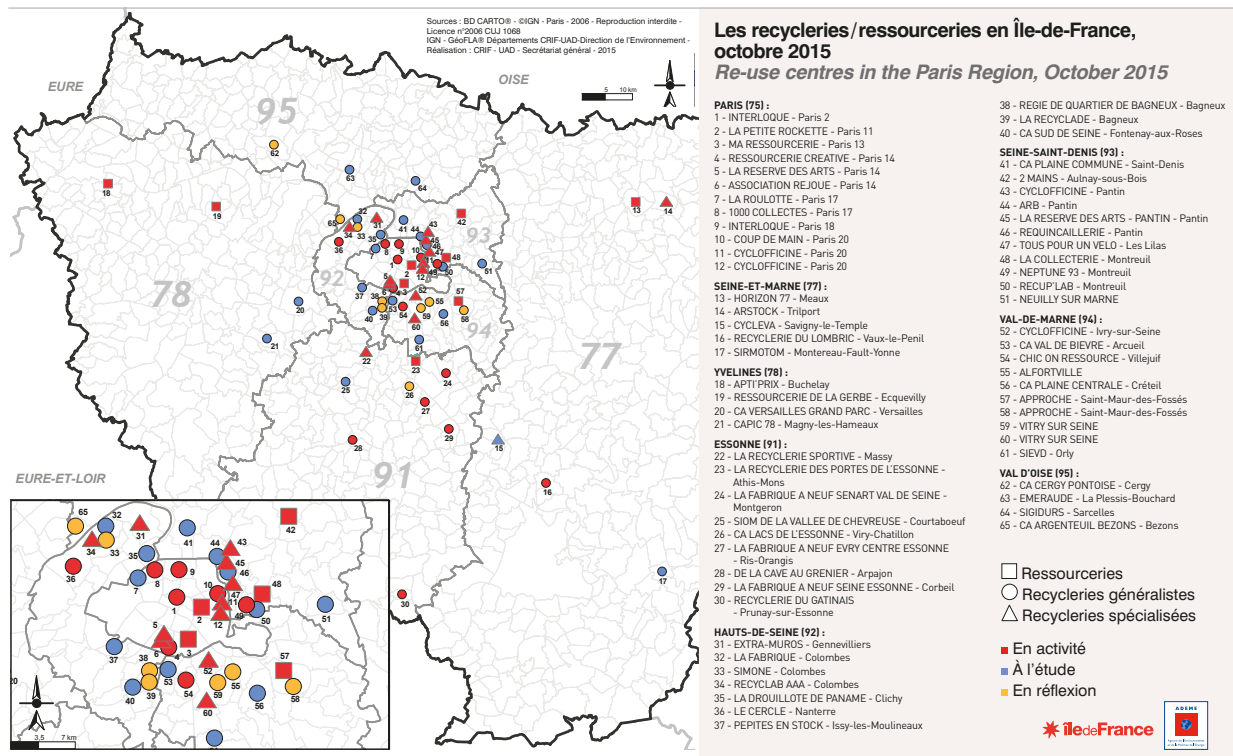 Sources : BD CARTO® - ©IGN - Paris - 2006 - Reproduction interdite -
Licence n°2006 CUJ 1068
IGN - GéoFLA® Départements CRIF-UAD-Direction de l'Environnement -
Réalisation : CRIF - UAD - Secrétariat général - 2015
EURE
OISE
5 10 km
95
78
92
93
94
77
91
EURE-ET-LOIR
3,5 7 km
Les recycleries/ressourceries en Île-de-France,
octobre 2015
Re-use centres in the Paris Region, October 2015
PARIS (75) :
1 - INTERLOQUE - Paris 2
2 - LA PETITE ROCKETTE - Paris 11
3 - MA RESSOURCERIE - Paris 13
4 - RESSOURCERIE CREATIVE - Paris 14
5 - LA RESERVE DES ARTS - Paris 14
6 - ASSOCIATION REJOUE - Paris 14
7 - LA ROULOTTE - Paris 17
8 - 1000 COLLECTES - Paris 17
9 - INTERLOQUE - Paris 18
10 - COUP DE MAIN - Paris 20
11 - CYCLOFFICINE - Paris 20
12 - CYCLOFFICINE - Paris 20
SEINE-ET-MARNE (77) :
13 - HORIZON 77 - Meaux
14 - ARSTOCK - Trilport
15 - CYCLEVA - Savigny-le-Temple
16 - RECYCLERIE DU LOMBRIC - Vaux-le-Penil
17 - SIRMOTOM - Montereau-Fault-Yonne
YVELINES (78) :
18 - APTI'PRIX - Buchelay
19 - RESSOURCERIE DE LA GERBE - Ecquevilly
20 - CA VERSAILLES GRAND PARC - Versailles
21 - CAPIC 78 - Magny-les-Hameaux
ESSONNE (91) :
22 - LA RECYCLERIE SPORTIVE - Massy
23 - LA RECYCLERIE DES PORTES DE L'ESSONNE -
Athis-Mons
24 - LA FABRIQUE A NEUF SENART VAL DE SEINE -
Montgeron
25 - SIOM DE LA VALLEE DE CHEVREUSE - Courtaboeuf
26 - CA LACS DE L'ESSONNE - Viry-Chatillon
27 - LA FABRIQUE A NEUF EVRY CENTRE ESSONNE
- Ris-Orangis
28 - DE LA CAVE AU GRENIER - Arpajon
29 - LA FABRIQUE A NEUF SEINE ESSONNE - Corbeil
30 - RECYCLERIE DU GATINAIS
- Prunay-sur-Essonne
HAUTS-DE-SEINE (92) :
31 - EXTRA-MUROS - Gennevilliers
32 - LA FABRIQUE - Colombes
33 - SIMONE - Colombes
34 - RECYCLAB AAA - Colombes
35 - LA DROUILLOTE DE PANAME - Clichy
36 - LE CERCLE - Nanterre
37 - PEPITES EN STOCK - Issy-les-Moulineaux
38 - REGIE DE QUARTIER DE BAGNEUX - Bagneux
39 - LA RECYCLADE - Bagneux
40 - CA SUD DE SEINE - Fontenay-aux-Roses
SEINE-SAINT-DENIS (93) :
41 - CA PLAINE COMMUNE - Saint-Denis
42 - 2 MAINS - Aulnay-sous-Bois
43 - CYCLOFFICINE - Pantin
44 - ARB - Pantin
45 - LA RESERVE DES ARTS - PANTIN - Pantin
46 - REQUINCAILLERIE - Pantin
47 - TOUS POUR UN VELO - Les Lilas
48 - LA COLLECTERIE - Montreuil
49 - NEPTUNE 93 - Montreuil
50 - RECUP'LAB - Montreuil
51 - NEUILLY SUR MARNE
VAL-DE-MARNE (94) :
52 - CYCLOFFICINE - Ivry-sur-Seine
53 - CA VAL DE BIEVRE - Arcueil
54 - CHIC ON RESSOURCE - Villejuif
55 - ALFORTVILLE
56 - CA PLAINE CENTRALE - Créteil
57 - APPROCHE - Saint-Maur-des-Fossés
58 - APPROCHE - Saint-Maur-des-Fossés
59 - VITRY SUR SEINE
60 - VITRY SUR SEINE
61 - SIEVD - Orly
VAL D'OISE (95) :
62 - CA CERGY PONTOISE - Cergy
63 - EMERAUDE - La Plessis-Bouchard
64 - SIGIDURS - Sarcelles
65 - CA ARGENTEUIL BEZONS - Bezons
Ressourceries
Recycleries généralistes
Recycleries spécialisées
En activité
À l'étude
En réflexion
îledeFrance
ADEME